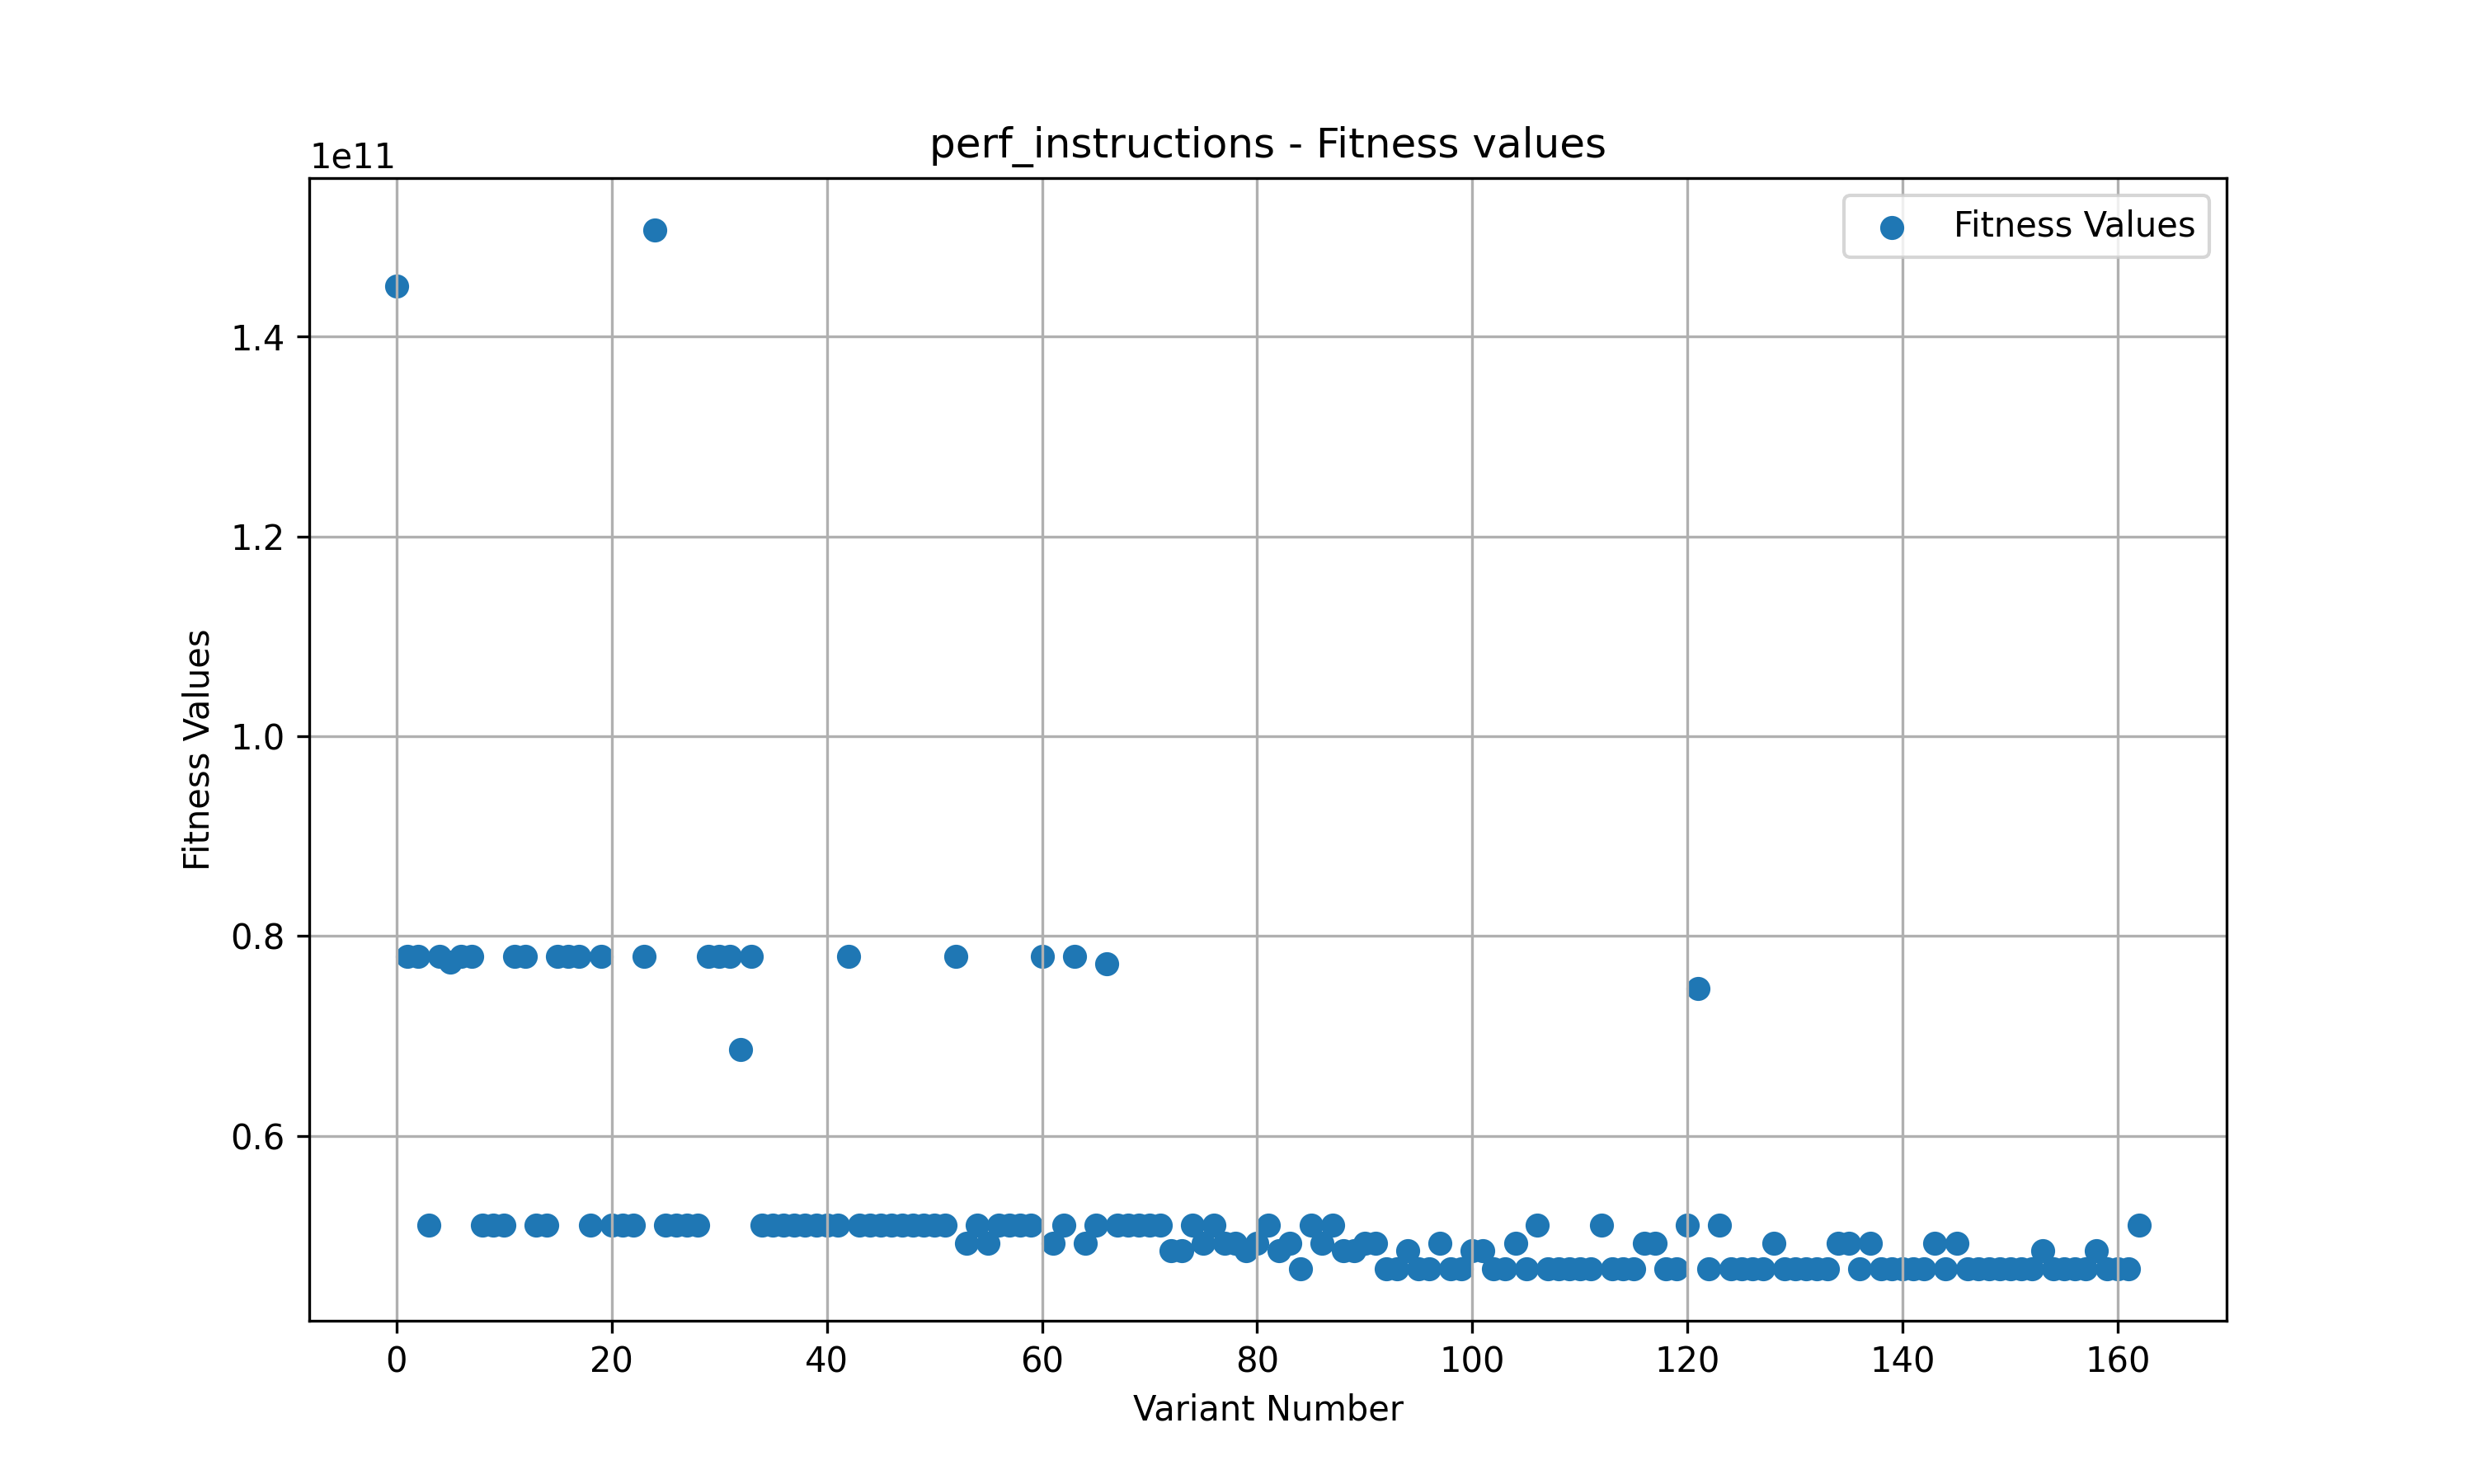 perf_instructions - Fitness values
1e11
Fitness Values
1.4
1.2
1.0
0.8
0.6
Fitness Values
0 20 40 60 80 100 120 140 160
Variant Number